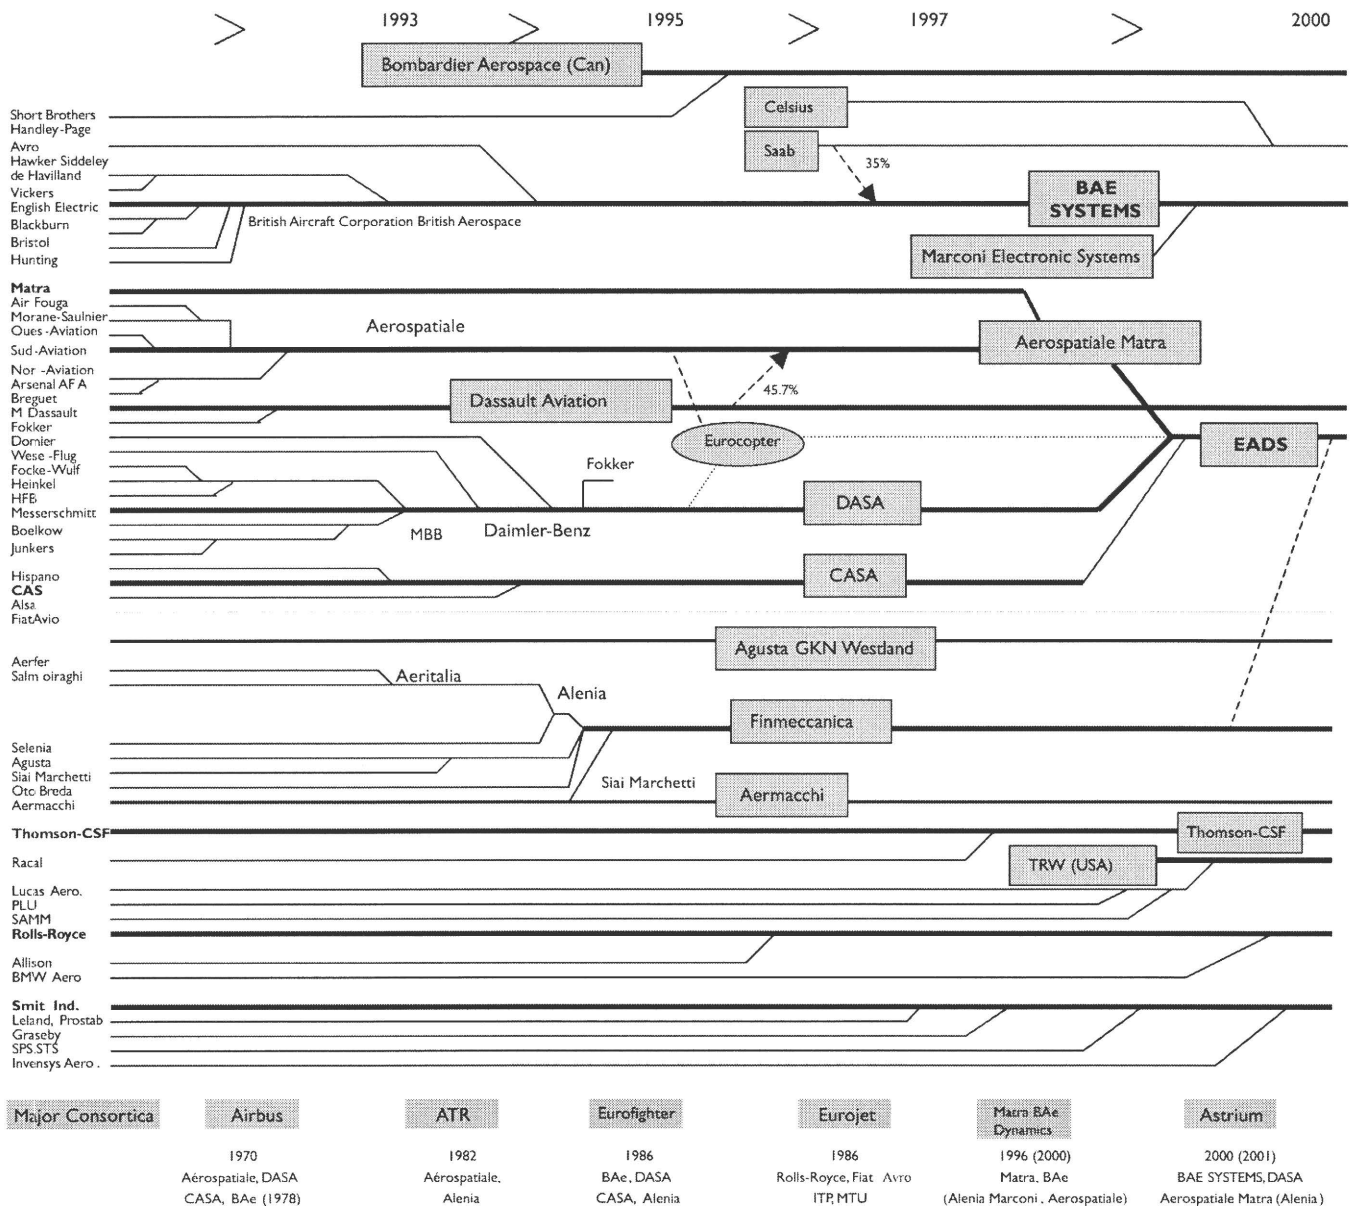 1993 1995 1997 2000
Bombardier Aerospace (Can)
Celsius
Short Brothers
Handley-Page
Saab
Avro
35%
Hawker Siddeley
de Havilland
BAE
SYSTEMS
Vickers
English Electric
British Aircraft Corporation British Aerospace
Blackburn
Bristol
Marconi Electronic Systems
Hunting
Matra
Air Fouga
Morane-Saulnier
Aerospatiale
Oues -Aviation
Aerospatiale Matra
Sud-Aviation
Nor -Aviation
Arsenal AF A
45.7%
Breguet
Dassault Aviation
M Dassault
Fokker
Dornier
Eurocopter
EADS
Wese -Flug
Fokker
Focke-Wulf
Heinkel
HFB
DASA
Messerschmitt
Boelkow
MBB
Daimler-Benz
Junkers
Hispano
CASA
CAS
Alsa
FiatAvio
Agusta GKN Westland
Aerfer
Salm oiraghi
Aeritalia
Alenia
Finmeccanica
Selenia
Agusta
Siai Marchetti
Siai Marchetti
Oto Breda
Aermacchi
Aermacchi
Thomson-CSF
Thomson-CSF
Racal
TRW (USA)
Lucas Aero.
PLU
SAMM
Rolls-Royce
Allison
BMW Aero
Smit Ind.
Leland, Prostab
Graseby
SPS.STS
Invensys Aero .
Major Consortica
Airbus
1970
Aérospatiale, DASA
CASA, BAe (1978)
ATR
1982
Aérospatiale,
Alenia
Eurofighter
1986
BAe, DASA
CASA, Alenia
Eurojet
1986
Rolls-Royce, Fiat Avro
ITP, MTU
Matra BAe
Dynamics
1996 (2000)
Matra, BAe
(Alenia Marconi , Aerospatiale)
Astrium
2000 (2001)
BAE SYSTEMS, DASA
Aerospatiale Matra (Alenia )